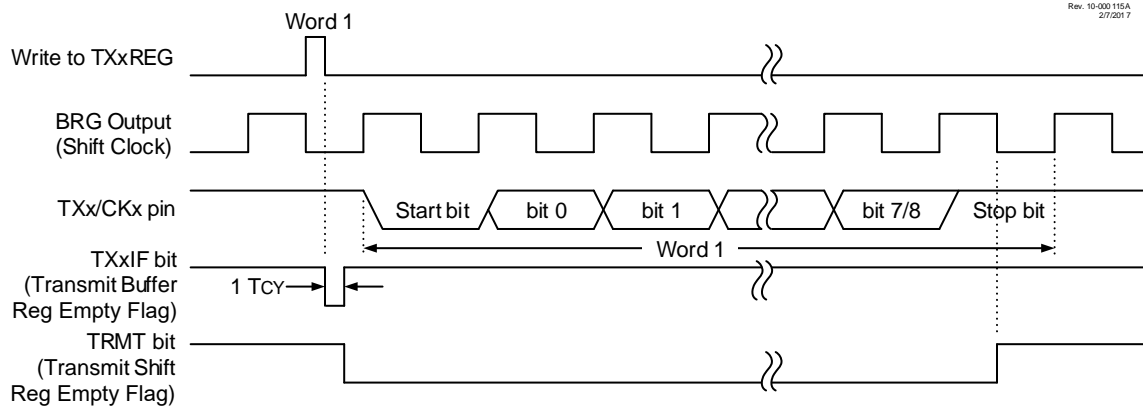 Rev. 10-000 115A
2/7/2017
Word 1
Write to TXxREG
BRG Output
(Shift Clock)
TXx/CKx pin
Start bit
bit 0
bit 1
bit 7/8
Stop bit
Word 1
TXxIF bit
(Transmit Buffer
Reg Empty Flag)
1 TCY
TRMT bit
(Transmit Shift
Reg Empty Flag)